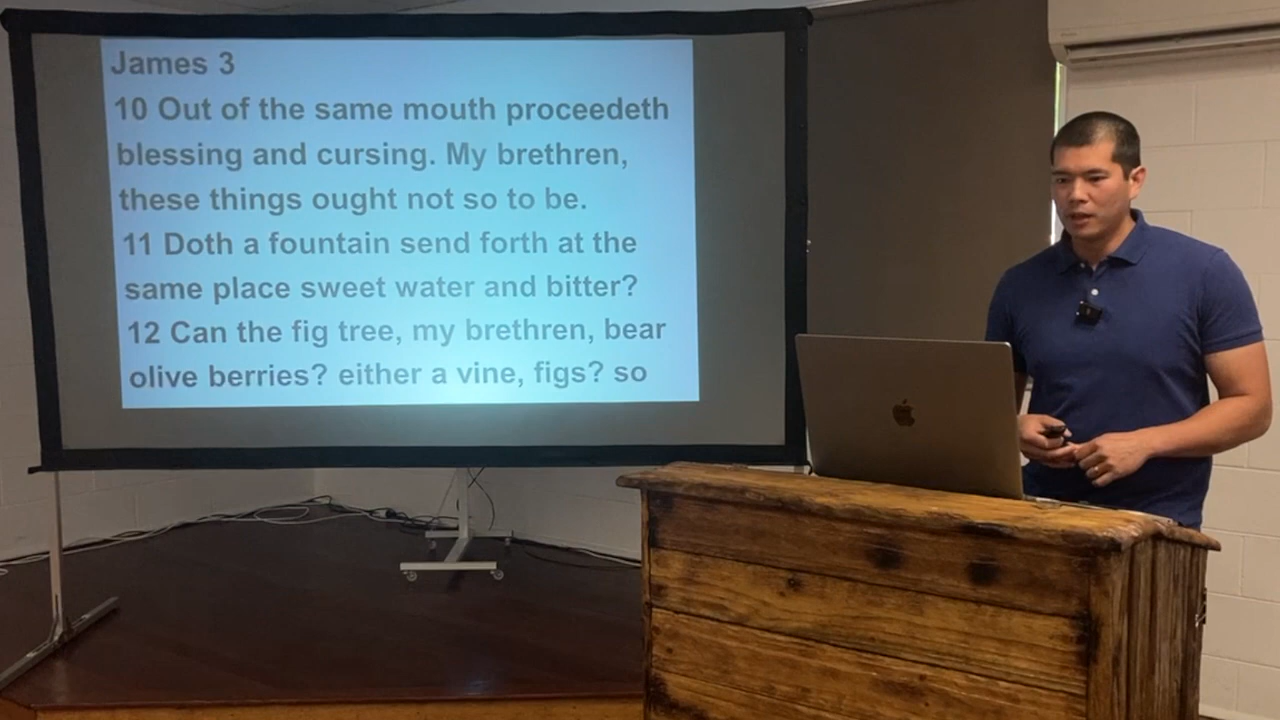 James 3
10 Out of the same mouth proceedeth
blessing and cursing. My brethren,
these things ought not so to be.
11 Doth a fountain send forth at the
same place sweet water and bitter?
12 Can the fig tree, my brethren, bear
olive berries? either a vine, figs? so